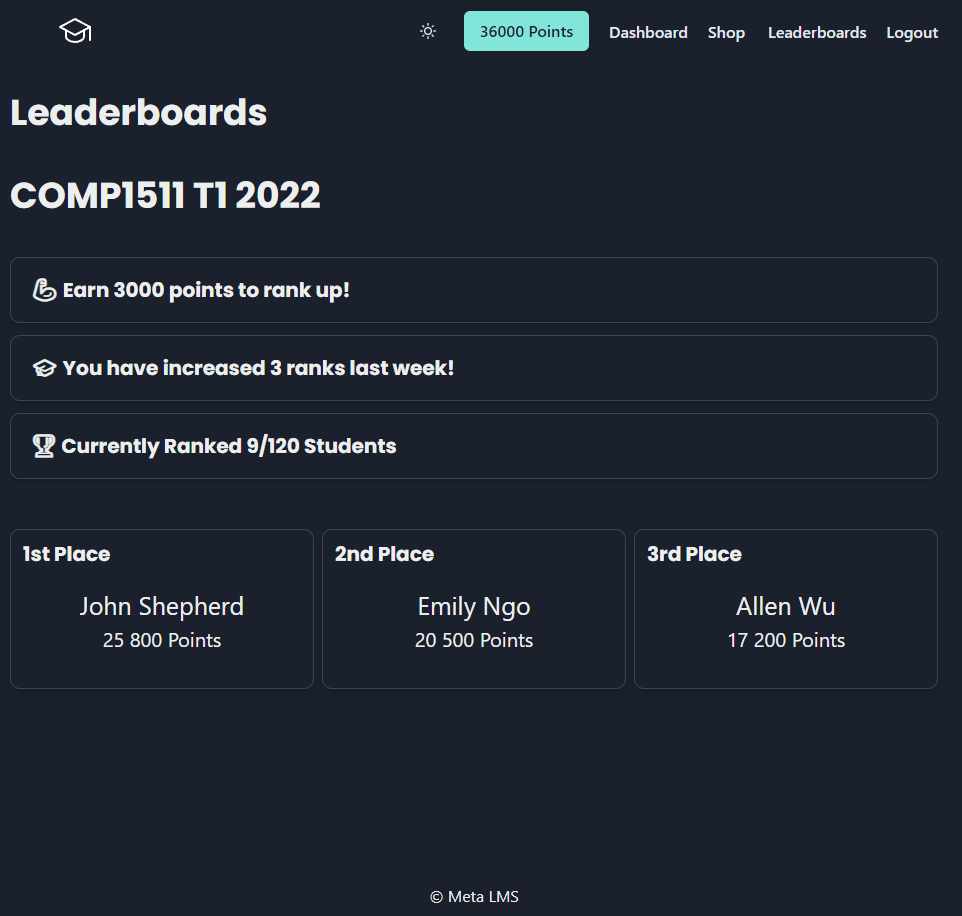 36000 Points Dashboard Shop Leaderboards Logout
Leaderboards
COMP1511 T1 2022
Earn 3000 points to rank up!
You have increased 3 ranks last week!
Currently Ranked 9/120 Students
1st Place
John Shepherd
25 800 Points
2nd Place
Emily Ngo
20 500 Points
3rd Place
Allen Wu
17 200 Points
© Meta LMS